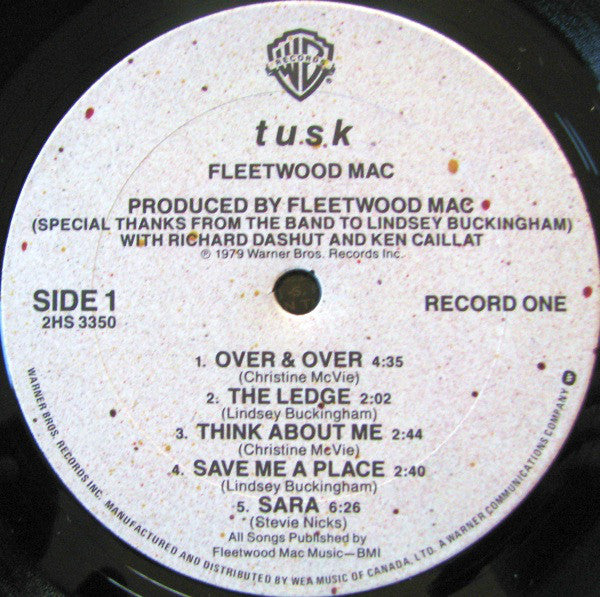 WB
RECORDS
tusk
FLEETWOOD MAC
PRODUCED BY FLEETWOOD MAC
(SPECIAL THANKS FROM THE BAND TO LINDSEY BUCKINGHAM)
WITH RICHARD DASHUT AND KEN CAILLAT
℗ 1979 Warner Bros. Records Inc.
SIDE 1
2HS 3350
RECORD ONE
1. OVER & OVER 4:35
(Christine McVie)
2. THE LEDGE 2:02
(Lindsey Buckingham)
3. THINK ABOUT ME 2:44
(Christine McVie)
4. SAVE ME A PLACE 2:40
(Lindsey Buckingham)
5. SARA 6:26
(Stevie Nicks)
All Songs Published by
Fleetwood Mac Music—BMI
WARNER BROS. RECORDS INC. MANUFACTURED AND DISTRIBUTED BY WEA MUSIC OF CANADA, LTD. A WARNER COMMUNICATIONS COMPANY